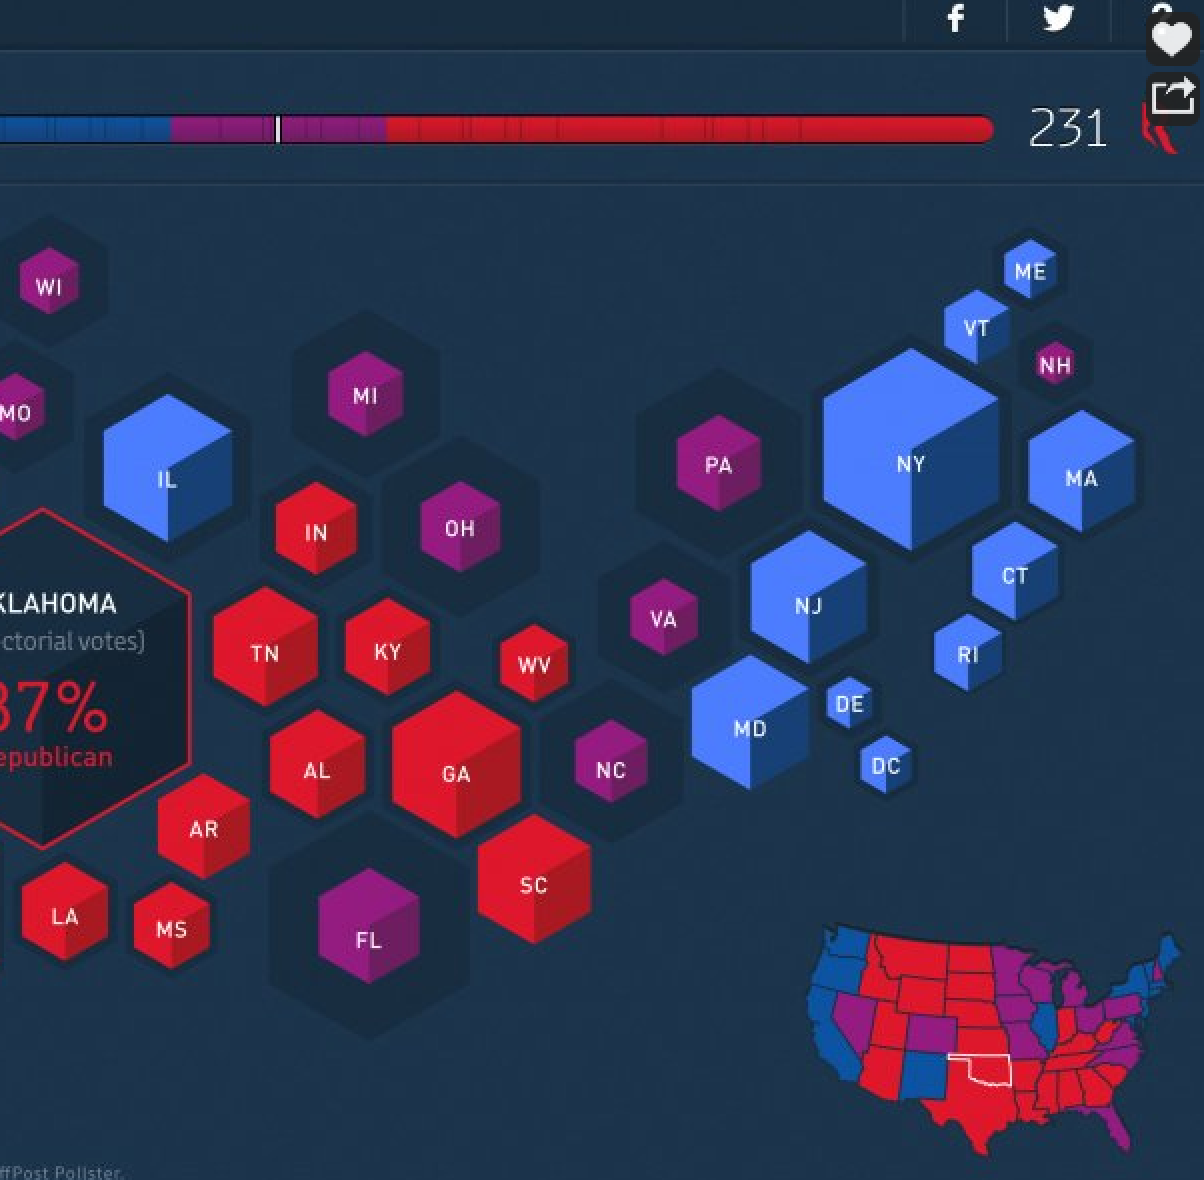 231
ME
WI
VT
NH
MI
MO
PA
NY
IL
MA
IN
OH
CT
KLAHOMA
NJ
VA
ctorial votes)
TN
KY
WV
RI
37%
DE
MD
epublican
AL
GA
NC
DC
AR
SC
LA
MS
FL
ffPost Pollster.